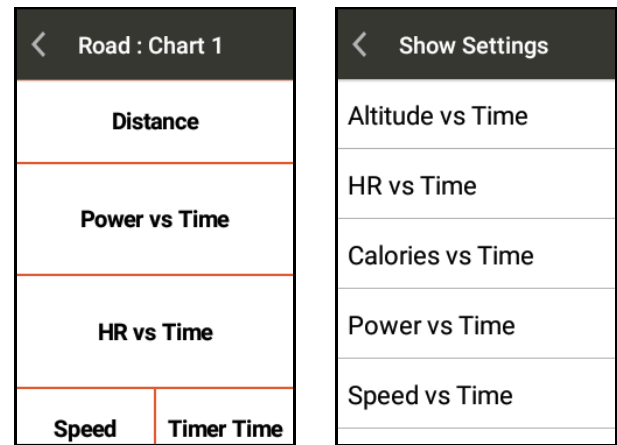 Road : Chart 1
Distance
Power vs Time
HR vs Time
Speed
Timer Time
Show Settings
Altitude vs Time
HR vs Time
Calories vs Time
Power vs Time
Speed vs Time